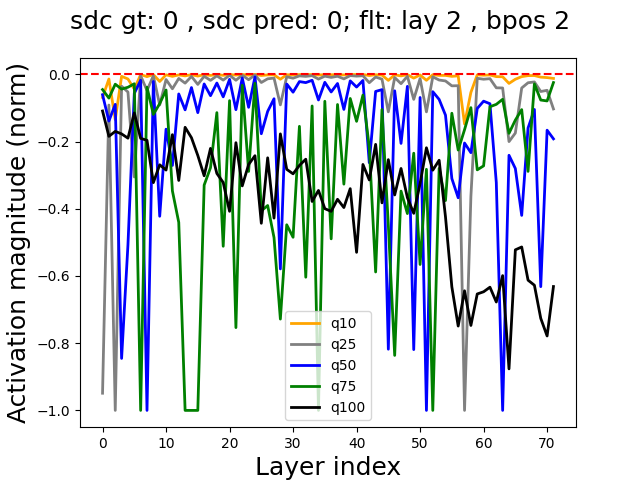 sdc gt: 0 , sdc pred: 0; flt: lay 2 , bpos 2
Activation magnitude (norm)
0.0
−0.2
−0.4
−0.6
−0.8
−1.0
q10
q25
q50
q75
q100
0 10 20 30 40 50 60 70
Layer index